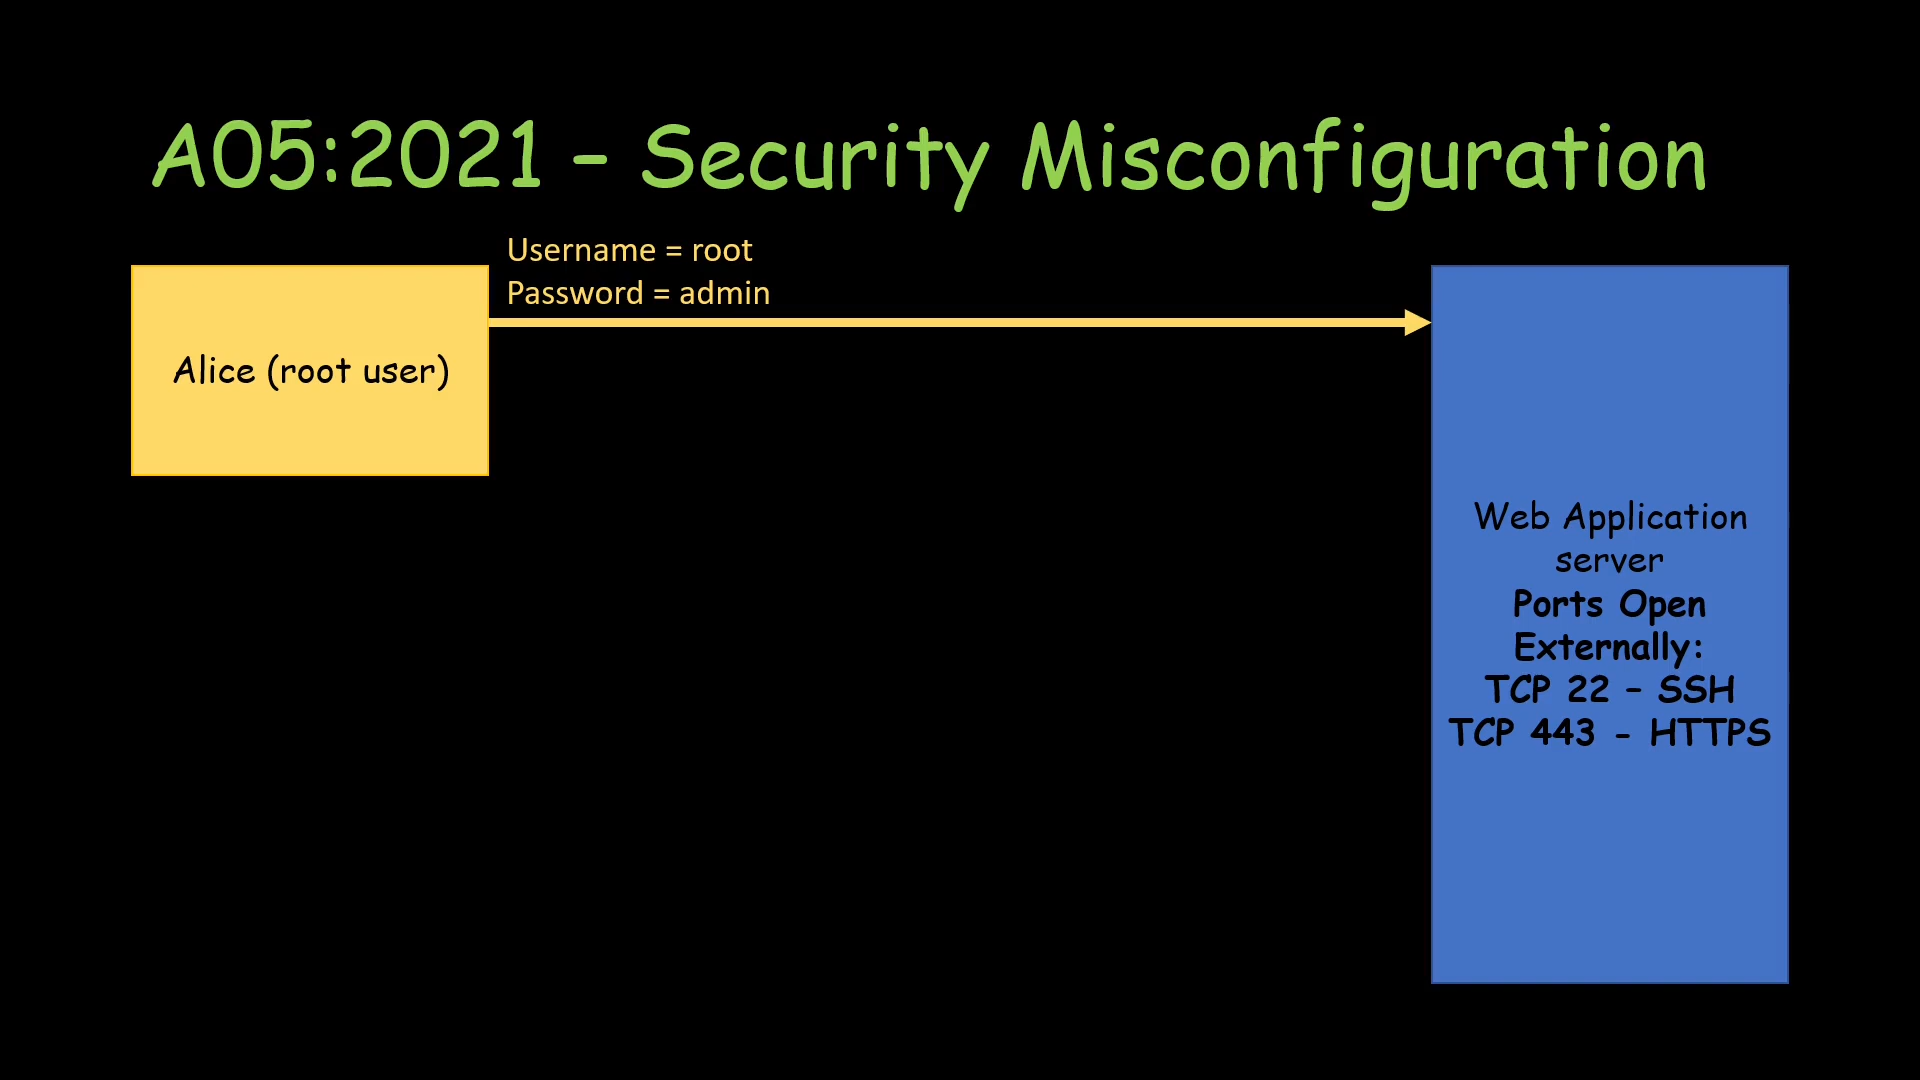 A05:2021 – Security Misconfiguration
Username = root
Password = admin
Alice (root user)
Web Application
server
Ports Open
Externally:
TCP 22 – SSH
TCP 443 - HTTPS